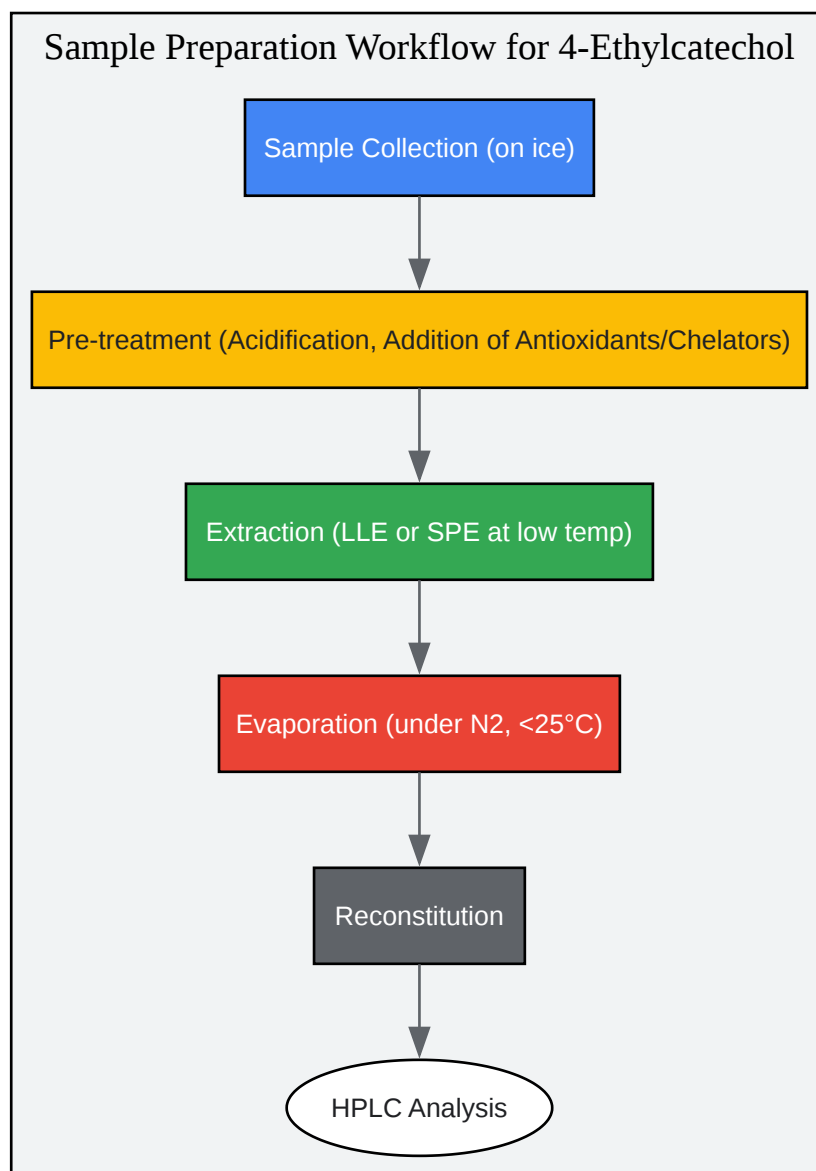 Sample Preparation Workflow for 4-Ethylcatechol
Sample Collection (on ice)
Pre-treatment (Acidification, Addition of Antioxidants/Chelators)
Extraction (LLE or SPE at low temp)
Evaporation (under N2, <25°C)
Reconstitution
HPLC Analysis